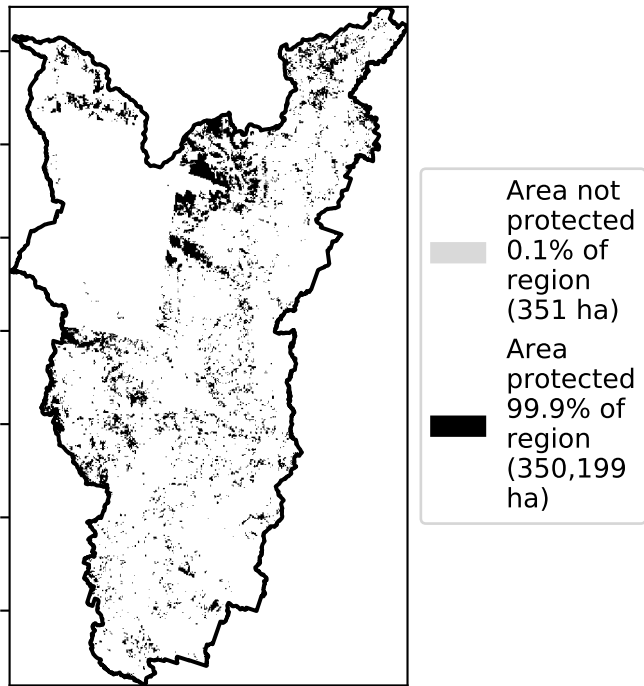 Area not
protected
0.1% of
region
(351 ha)
Area
protected
99.9% of
region
(350,199
ha)